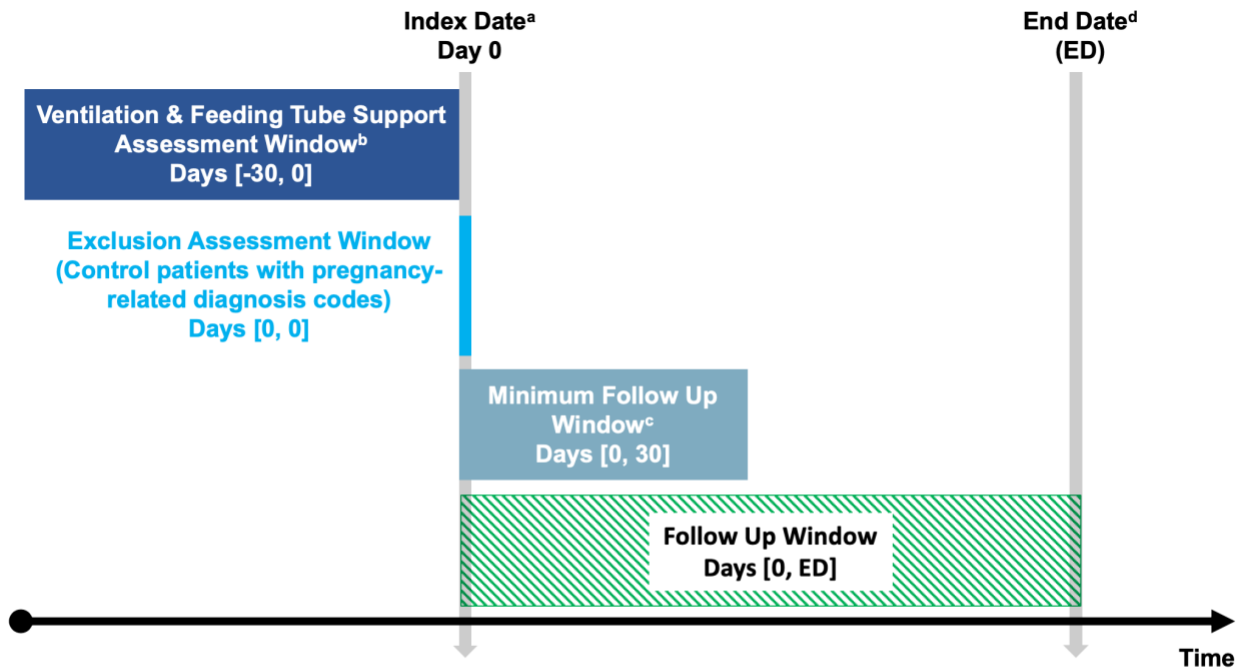 Index Dateᵃ
Day 0
End Dateᵈ
(ED)
Ventilation & Feeding Tube Support
Assessment Windowᵇ
Days [-30, 0]
Exclusion Assessment Window
(Control patients with pregnancy-
related diagnosis codes)
Days [0, 0]
Minimum Follow Up
Windowᶜ
Days [0, 30]
Follow Up Window
Days [0, ED]
Time